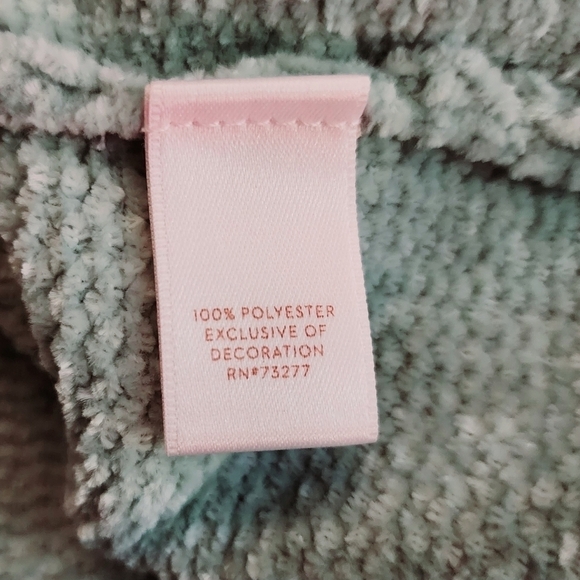 100% POLYESTER
EXCLUSIVE OF
DECORATION
RN#73277